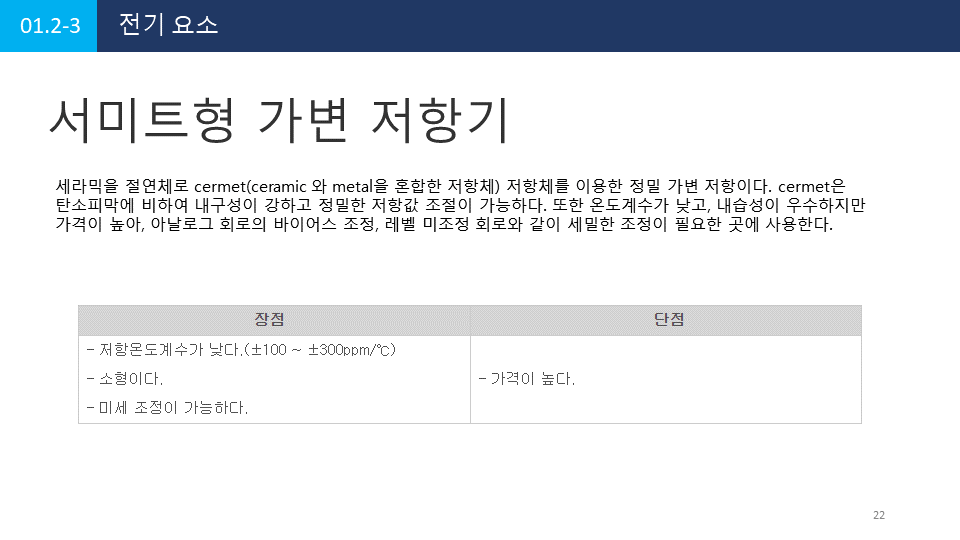 01.2-3 전기 요소
서미트형 가변 저항기
세라믹을 절연체로 cermet(ceramic 와 metal을 혼합한 저항체) 저항체를 이용한 정밀 가변 저항이다. cermet은
탄소피막에 비하여 내구성이 강하고 정밀한 저항값 조절이 가능하다. 또한 온도계수가 낮고, 내습성이 우수하지만
가격이 높아, 아날로그 회로의 바이어스 조정, 레벨 미조정 회로와 같이 세밀한 조정이 필요한 곳에 사용한다.
장점 단점
- 저항온도계수가 낮다.(±100 ~ ±300ppm/℃)
- 소형이다.
- 미세 조정이 가능하다.
- 가격이 높다.
22